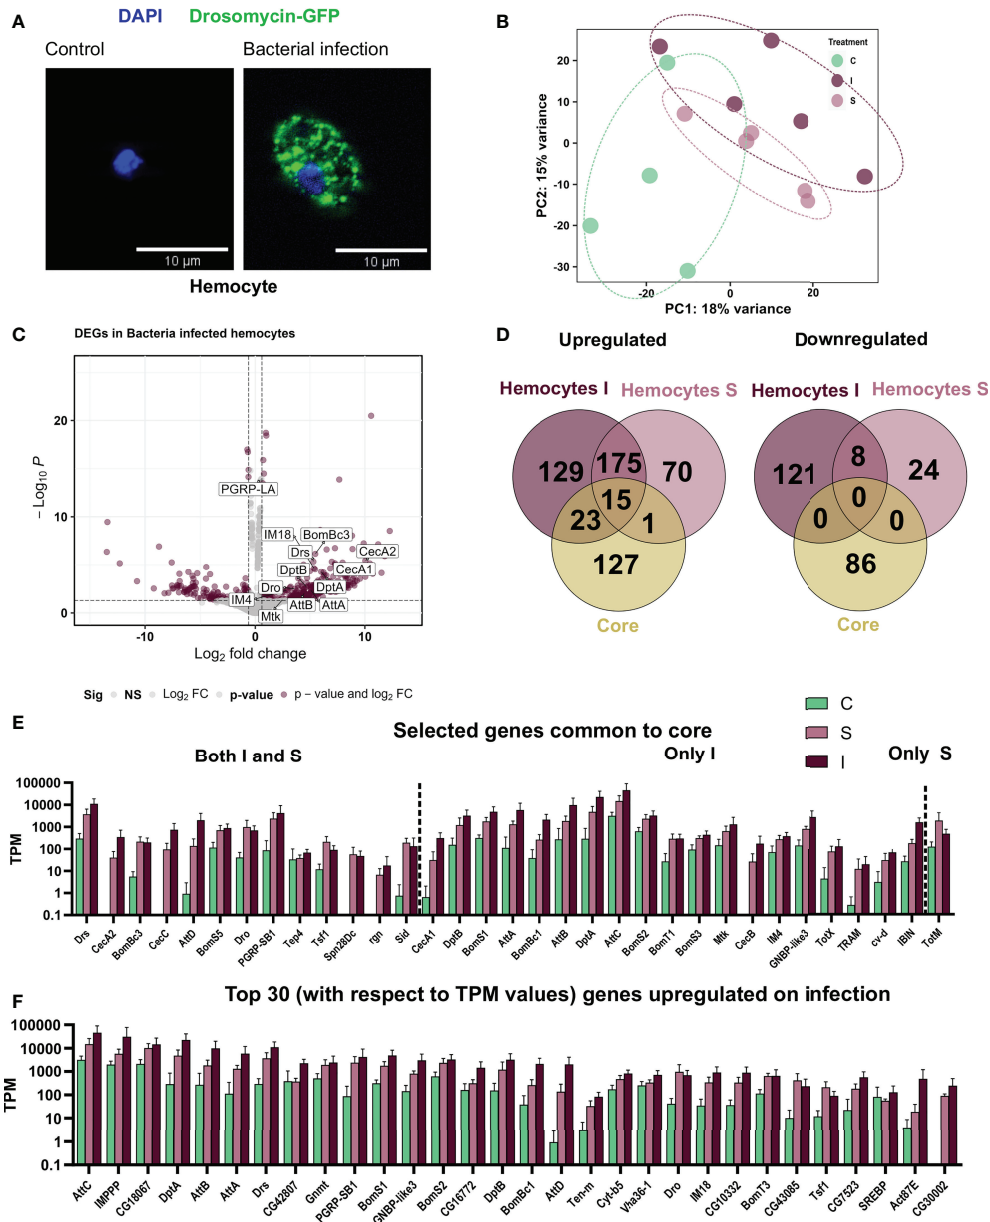 A
DAPI Drosomycin-GFP
Control Bacterial infection
10 µm
10 µm
Hemocyte
B
Treatment
C
I
S
20
10
0
-10
-20
-30
PC2: 15% variance
-20 0 20
PC1: 18% variance
C
DEGs in Bacteria infected hemocytes
20
10
0
– Log10 P
PGRP-LA
IM18
BomBc3
Drs
CecA2
DptB
CecA1
Dro
DptA
IM4
AttB
AttA
Mtk
-10 0 10
Log2 fold change
Sig NS Log2 FC p-value p – value and log2 FC
D
Upregulated Downregulated
Hemocytes I Hemocytes S
129 175 70
15
23 1
127
Core
Hemocytes I Hemocytes S
121 8 24
0
0 0
86
Core
C
S
I
E
Selected genes common to core
Both I and S Only I Only S
100000
10000
1000
100
10
1
0.1
TPM
Drs CecA2 BomBc3 CecC AttD BomS5 Dro PGRP-SB1 Tep4 Tsf1 Spn28Dc rgn Sid CecA1 DptB BomS1 AttA BomBc1 AttB DptA AttC BomS2 BomT1 BomS3 Mtk CecB IM4 GNBP-like3 TotX TRAM cv-d IBIN TotM
F
Top 30 (with respect to TPM values) genes upregulated on infection
100000
10000
1000
100
10
1
0.1
TPM
AttC IMPPP CG18067 DptA AttB AttA Drs CG42807 Gnmt PGRP-SB1 BomS1 GNBP-like3 BomS2 CG16772 DptB BomBc1 AttD Ten-m Cyt-b5 Vha36-1 Dro IM18 CG10332 BomT3 CG43085 Tsf1 CG7523 SREBP Act87E CG30002